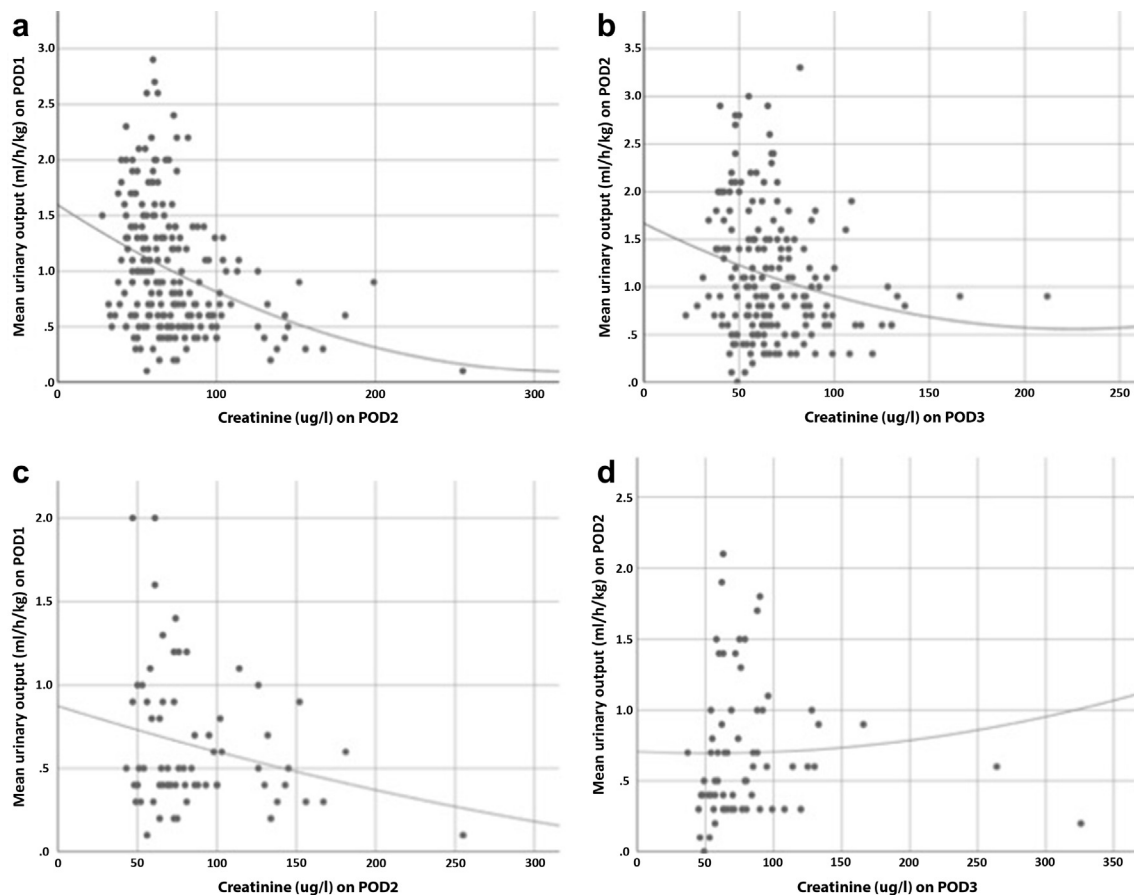 a
Mean urinary output (ml/h/kg) on POD1
3.0
2.5
2.0
1.5
1.0
.5
.0
0 100 200 300
Creatinine (ug/l) on POD2
b
Mean urinary output (ml/h/kg) on POD2
3.5
3.0
2.5
2.0
1.5
1.0
.5
.0
0 50 100 150 200 250
Creatinine (ug/l) on POD3
c
Mean urinary output (ml/h/kg) on POD1
2.0
1.5
1.0
.5
.0
0 50 100 150 200 250 300
Creatinine (ug/l) on POD2
d
Mean urinary output (ml/h/kg) on POD2
2.5
2.0
1.5
1.0
.5
.0
0 50 100 150 200 250 300 350
Creatinine (ug/l) on POD3